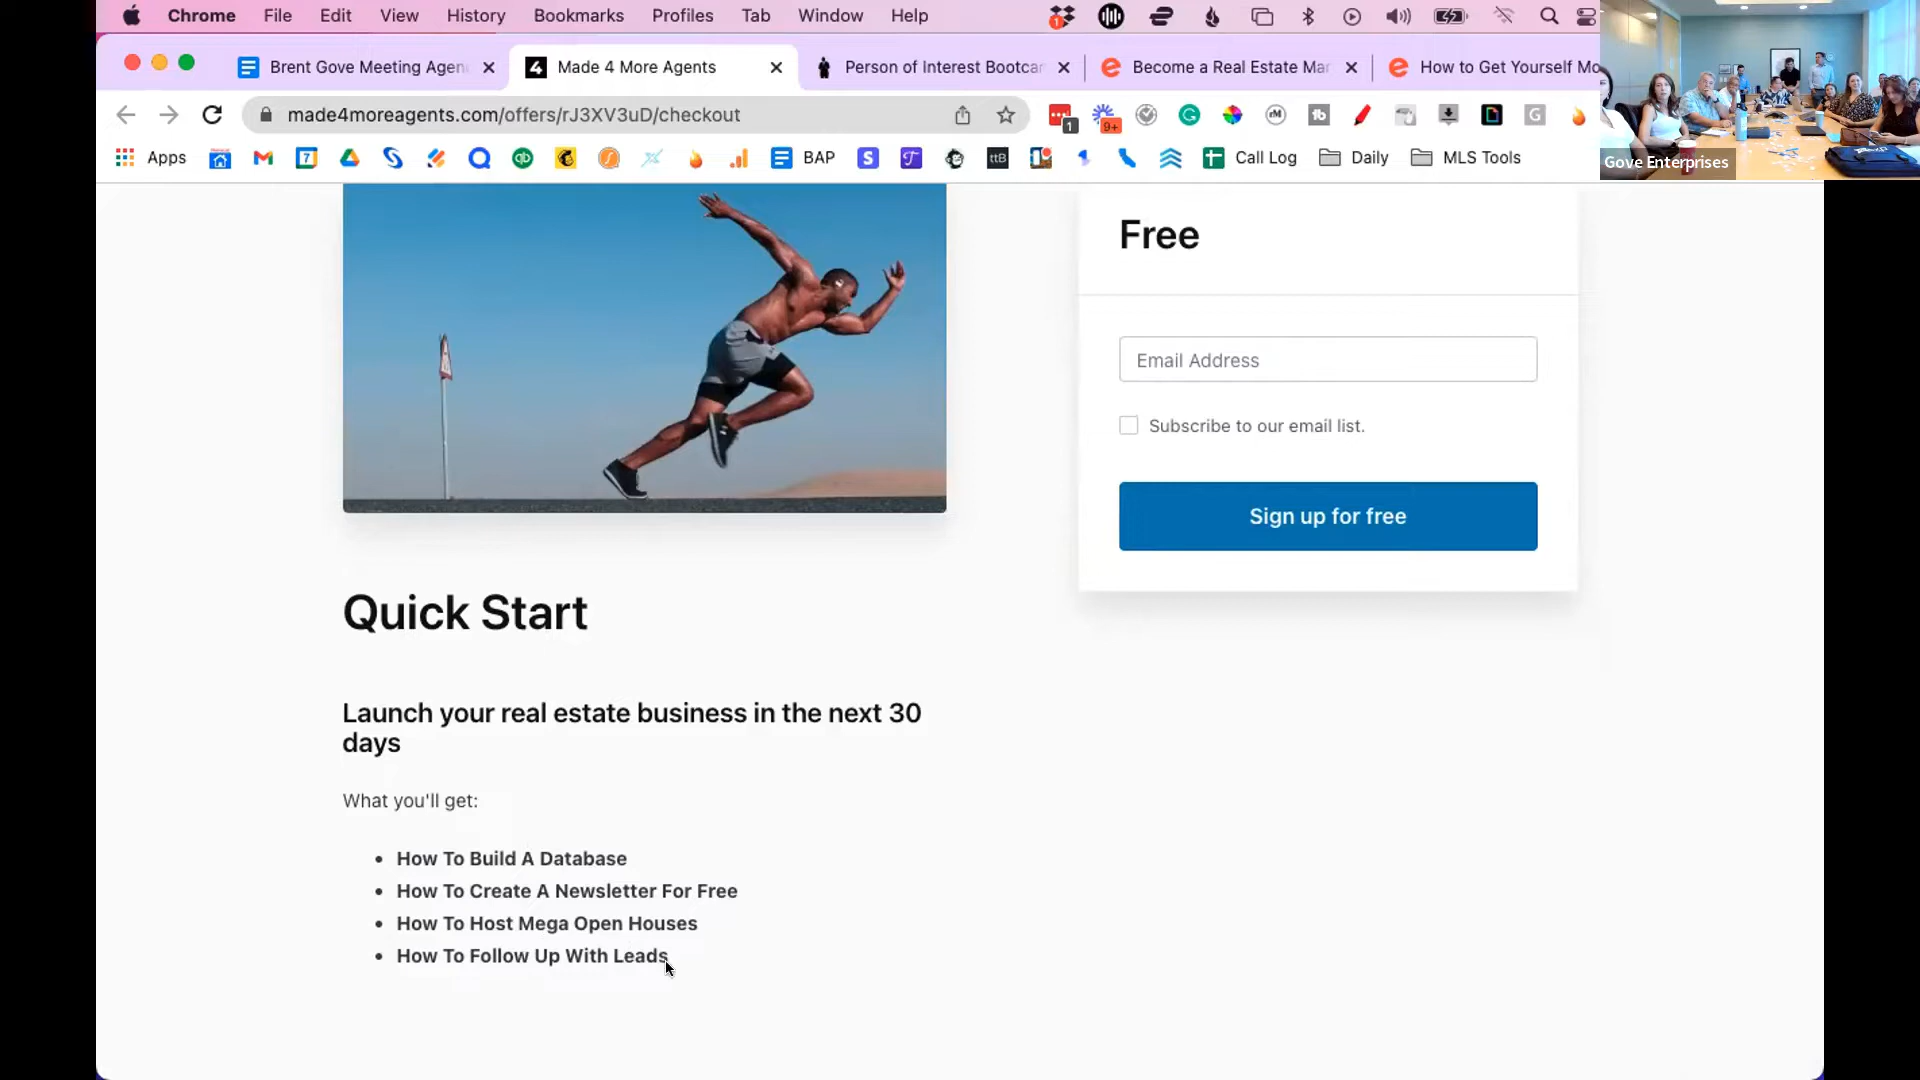 Chrome File Edit View History Bookmarks Profiles Tab Window Help
Brent Gove Meeting Agen
Made 4 More Agents
Person of Interest Bootca
Become a Real Estate Mar
How to Get Yourself Mo
made4moreagents.com/offers/rJ3XV3uD/checkout
Apps
BAP
Call Log
Daily
MLS Tools
Gove Enterprises
Free
Email Address
Subscribe to our email list.
Sign up for free
Quick Start
Launch your real estate business in the next 30
days
What you'll get:
• How To Build A Database
• How To Create A Newsletter For Free
• How To Host Mega Open Houses
• How To Follow Up With Leads